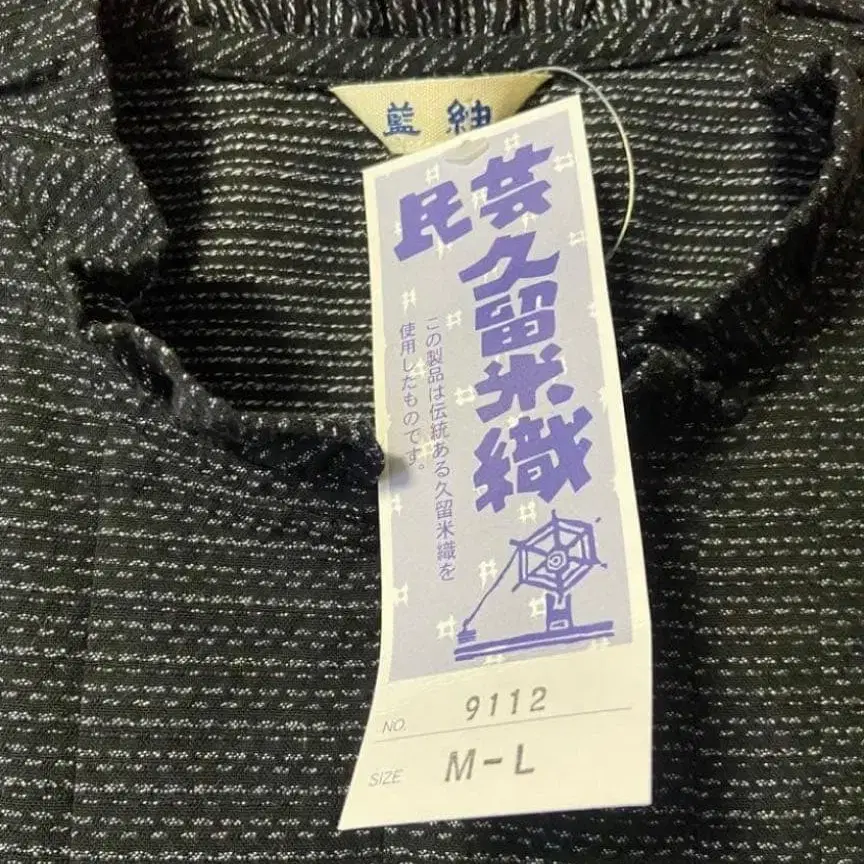 藍紬
民芸
久留米織
この製品は伝統ある久留米織を
使用したものです。
NO. 9112
SIZE M-L